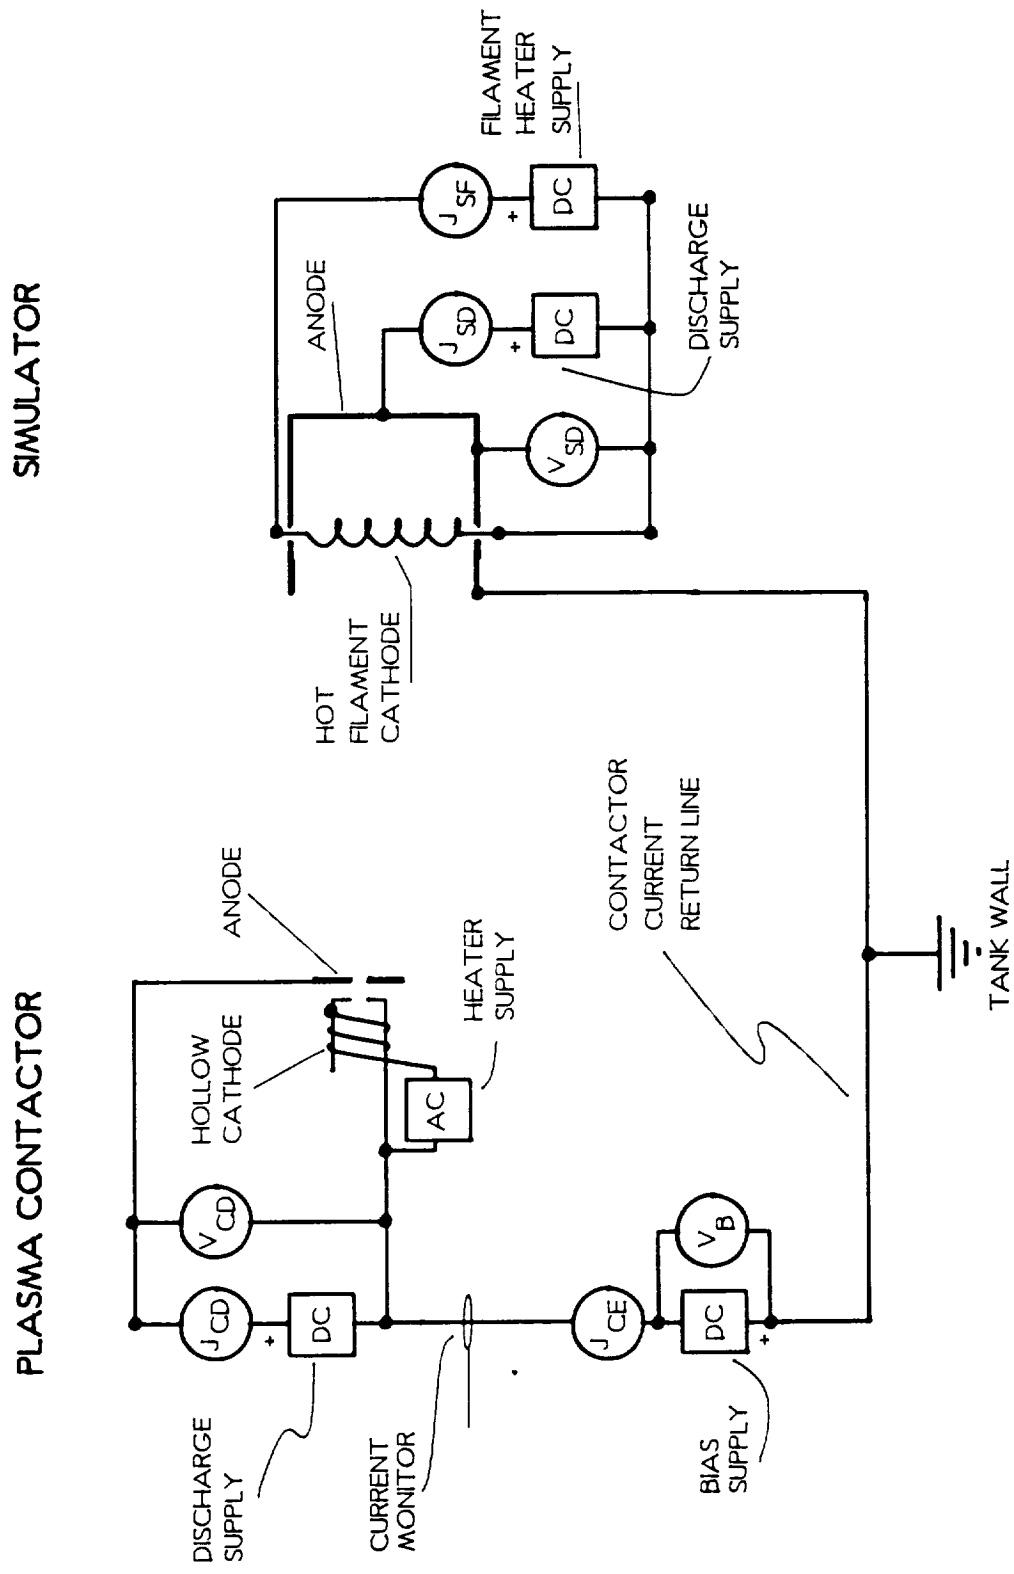 PLASMA CONTACTOR
SIMULATOR
DISCHARGE
SUPPLY
J CD
+
DC
V CD
HOLLOW
CATHODE
ANODE
AC
HEATER
SUPPLY
CURRENT
MONITOR
J CE
DC
+
V B
BIAS
SUPPLY
CONTACTOR
CURRENT
RETURN LINE
TANK WALL
HOT
FILAMENT
CATHODE
ANODE
V SD
J SD
+
DC
DISCHARGE
SUPPLY
J SF
+
DC
FILAMENT
HEATER
SUPPLY